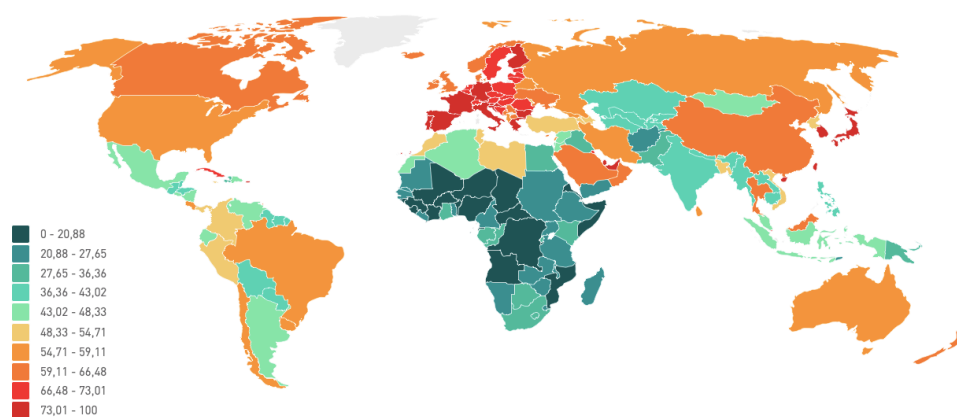 0 - 20,88
20,88 - 27,65
27,65 - 36,36
36,36 - 43,02
43,02 - 48,33
48,33 - 54,71
54,71 - 59,11
59,11 - 66,48
66,48 - 73,01
73,01 - 100